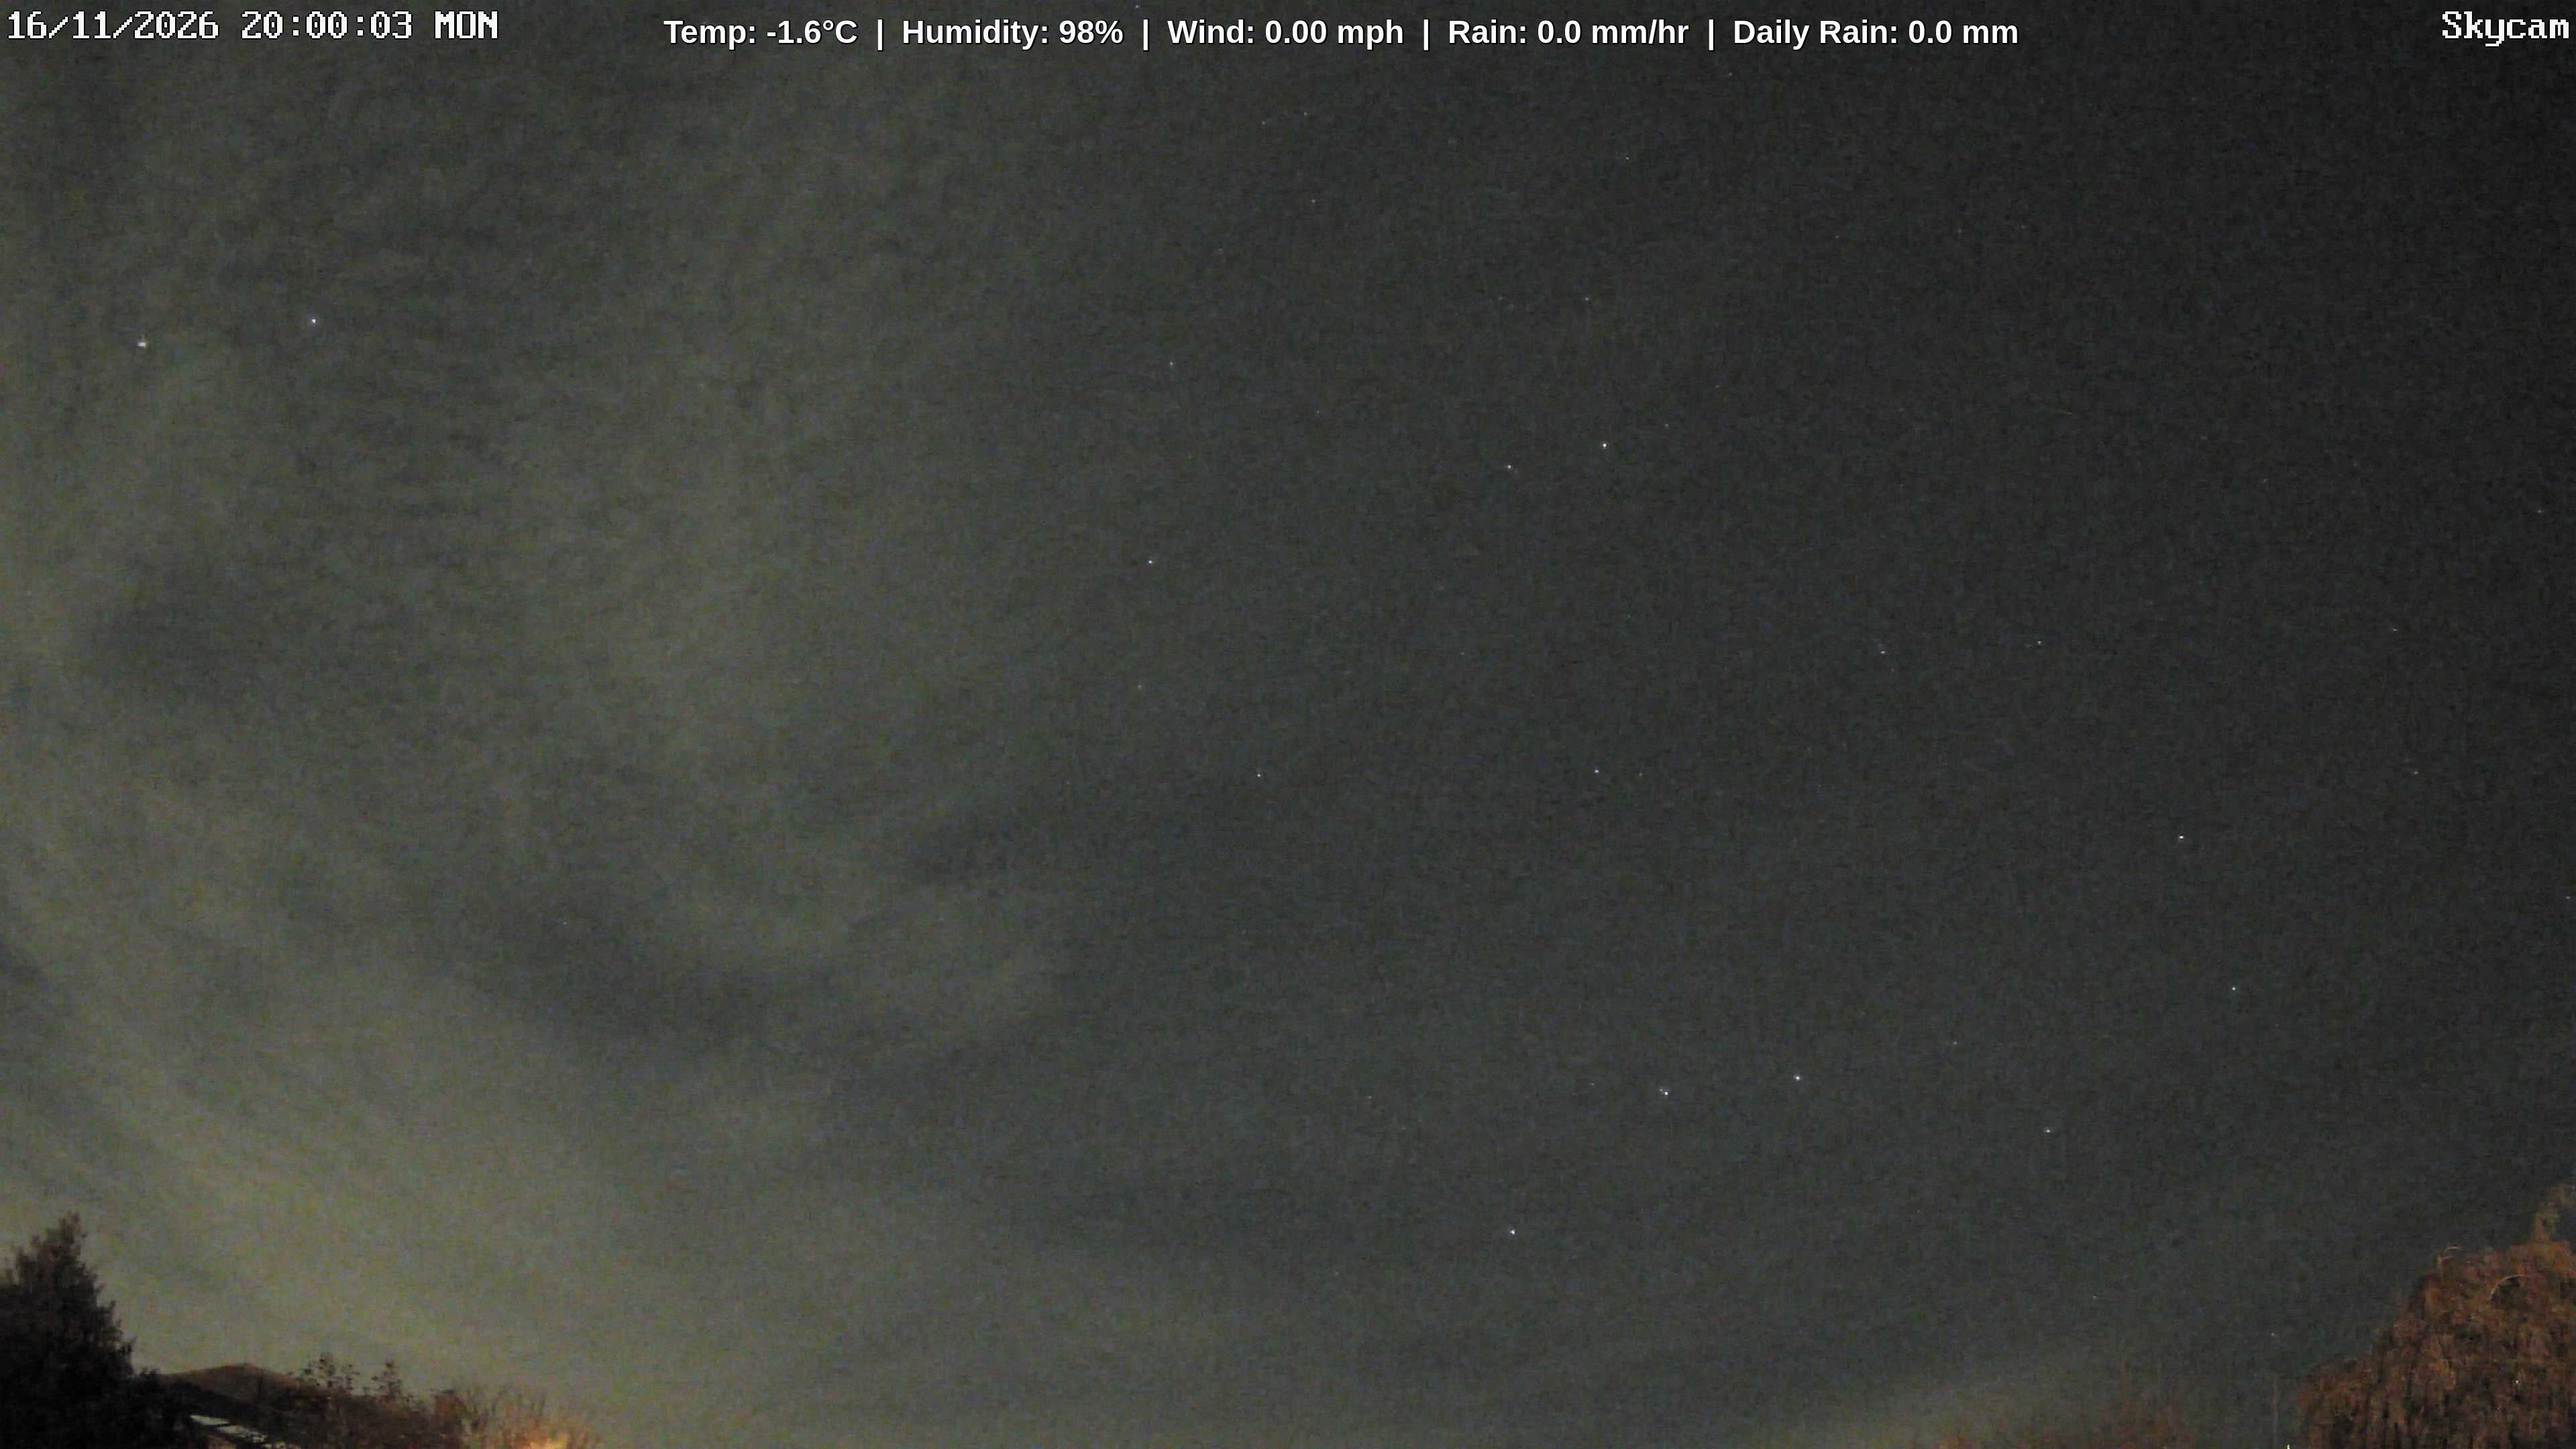 16/11/2026 20:00:03 MON
Temp: -1.6°C | Humidity: 98% | Wind: 0.00 mph | Rain: 0.0 mm/hr | Daily Rain: 0.0 mm
Skycam